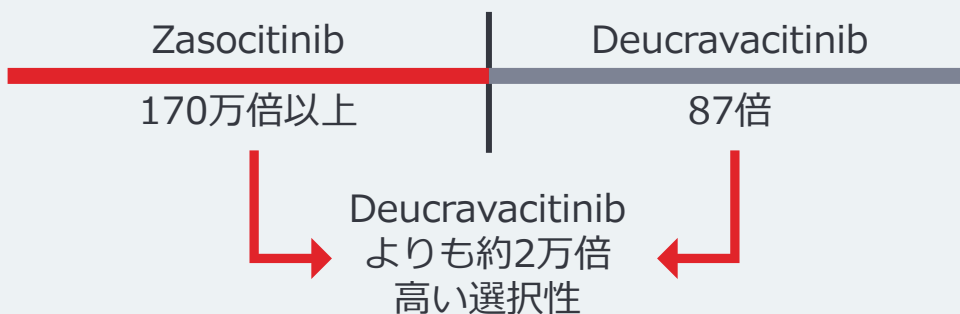 Zasocitinib
Deucravacitinib
170万倍以上
87倍
Deucravacitinib
よりも約2万倍
高い選択性